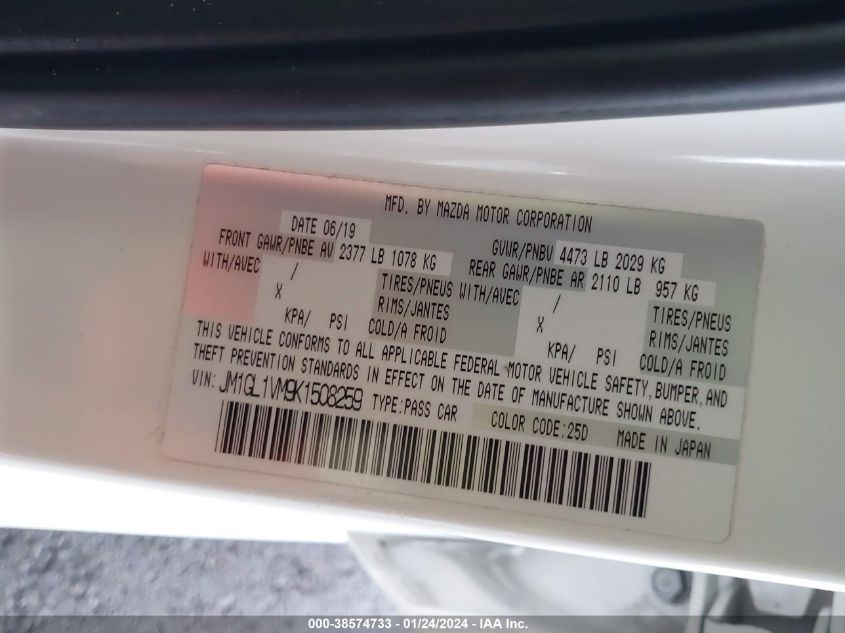 MFD. BY MAZDA MOTOR CORPORATION
DATE 06/19 GVWR/PNBV 4473 LB 2029 KG
FRONT GAWR/PNBE AV 2377 LB 1078 KG REAR GAWR/PNBE AR 2110 LB 957 KG
WITH/AVEC / TIRES/PNEUS WITH/AVEC / TIRES/PNEUS
X RIMS/JANTES X RIMS/JANTES
KPA/ PSI COLD/A FROID KPA/ PSI COLD/A FROID
THIS VEHICLE CONFORMS TO ALL APPLICABLE FEDERAL MOTOR VEHICLE SAFETY, BUMPER, AND
THEFT PREVENTION STANDARDS IN EFFECT ON THE DATE OF MANUFACTURE SHOWN ABOVE.
VIN: JM1GL1VM9K1508259 TYPE:PASS CAR COLOR CODE:25D MADE IN JAPAN
000-38574733 - 01/24/2024 - IAA Inc.